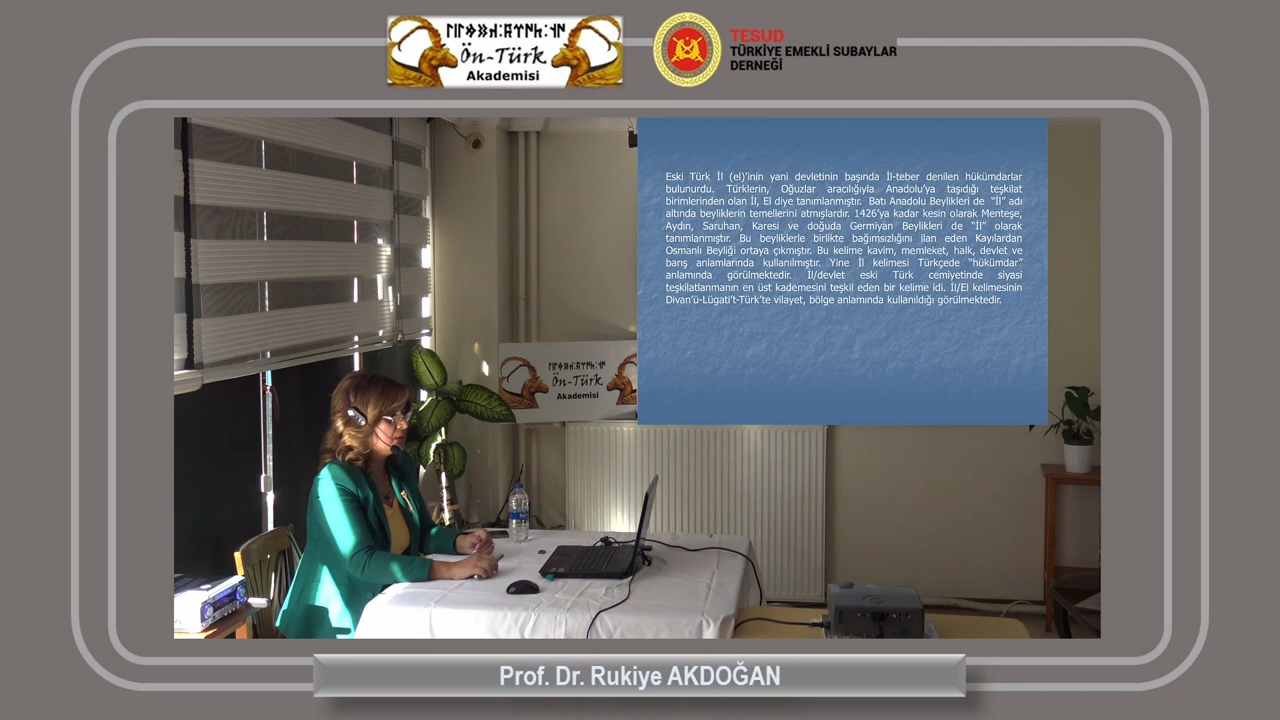 Ön-Türk
Akademisi
TESUD
TÜRKİYE EMEKLİ SUBAYLAR
DERNEĞİ
Eski Türk İl (el)'inin yani devletinin başında İl-teber denilen hükümdarlar
bulunurdu. Türklerin, Oğuzlar aracılığıyla Anadolu'ya taşıdığı teşkilat
birimlerinden olan İl, El diye tanımlanmıştır. Batı Anadolu Beylikleri de "İl" adı
altında beyliklerin temellerini atmışlardır. 1426'ya kadar kesin olarak Menteşe,
Aydın, Saruhan, Karesi ve doğuda Germiyan Beylikleri de "İl" olarak
tanımlanmıştır. Bu beyliklerle birlikte bağımsızlığını ilan eden Kayılardan
Osmanlı Beyliği ortaya çıkmıştır. Bu kelime kavim, memleket, halk, devlet ve
barış anlamlarında kullanılmıştır. Yine İl kelimesi Türkçede "hükümdar"
anlamında görülmektedir. İl/devlet eski Türk cemiyetinde siyasi
teşkilatlanmanın en üst kademesini teşkil eden bir kelime idi. İl/El kelimesinin
Divan'ü-Lügati't-Türk'te vilayet, bölge anlamında kullanıldığı görülmektedir.
Ön-Türk
Akademisi
Prof. Dr. Rukiye AKDOĞAN